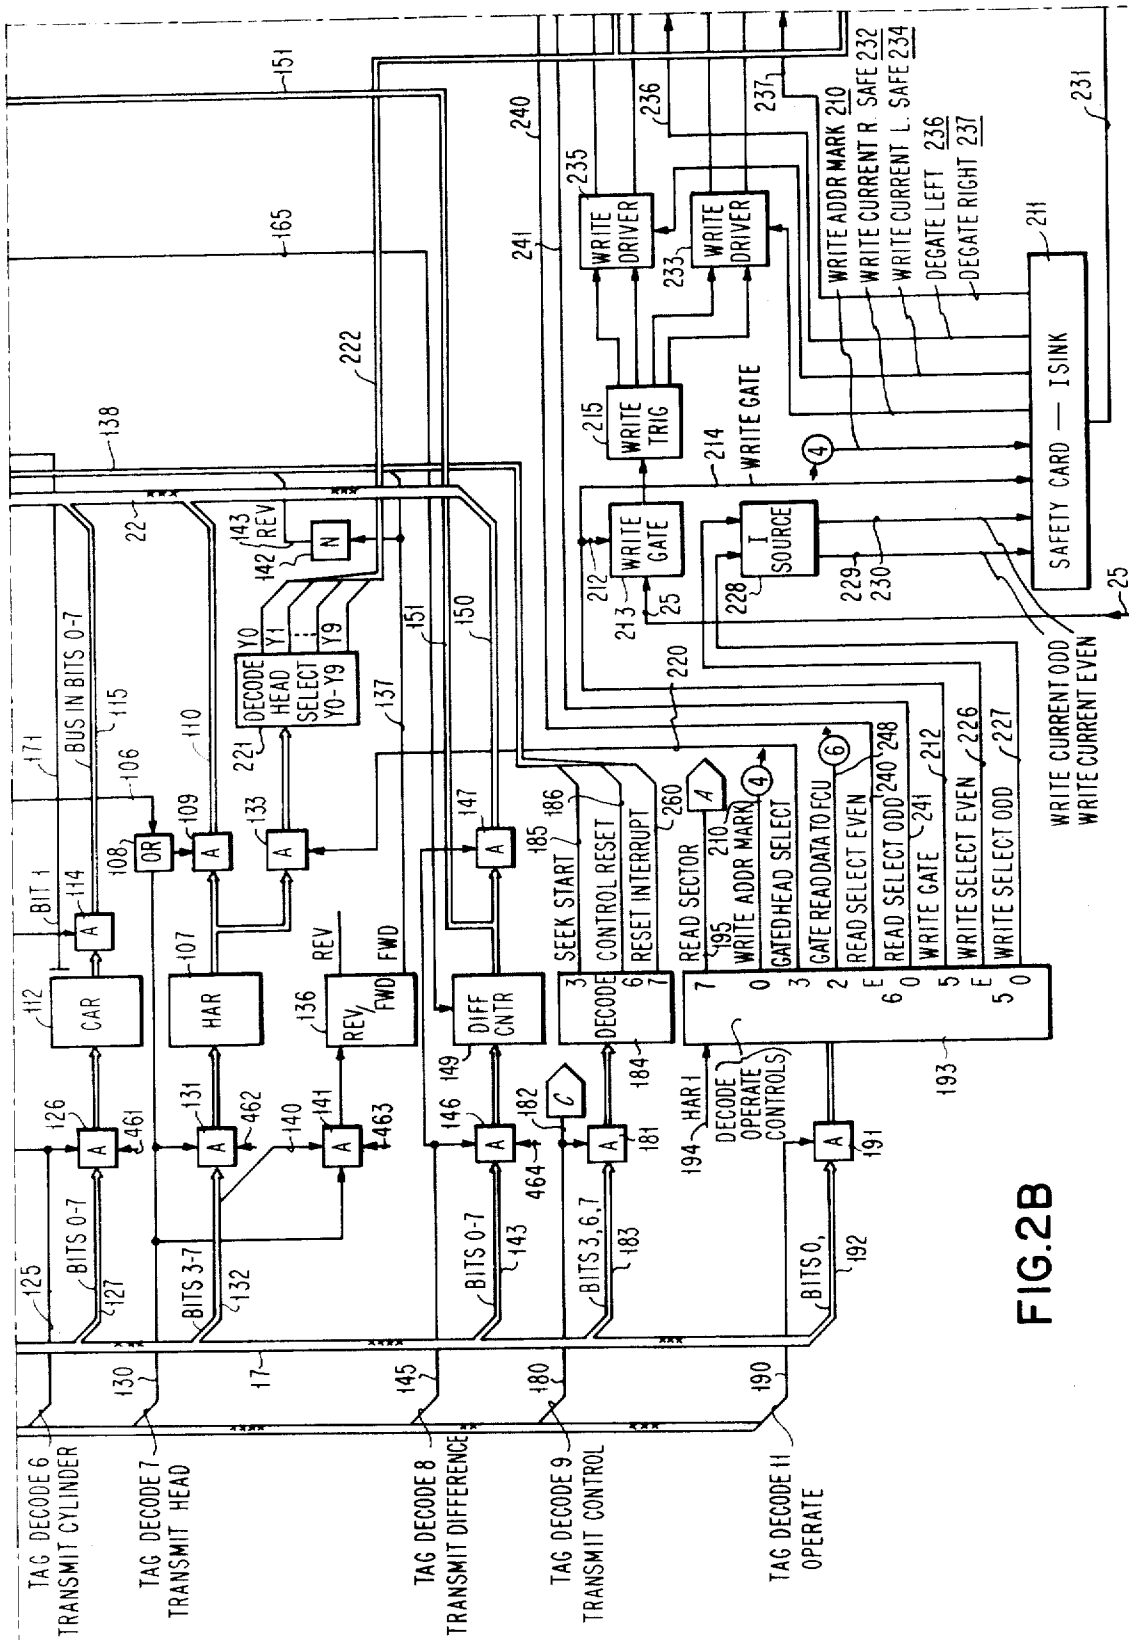 TAG DECODE 6
TRANSMIT CYLINDER
TAG DECODE 7
TRANSMIT HEAD
TAG DECODE 8
TRANSMIT DIFFERENCE
TAG DECODE 9
TRANSMIT CONTROL
TAG DECODE 11
OPERATE
125
130
17
145
180
190
BITS 0-7
127
BITS 3-7
132
BITS 0-7
143
BITS 3, 6, 7
183
BITS 0,
192
126
A
461
131
A
462
140
141
A
463
146
A
464
182
C
A
181
A
191
112
CAR
107
HAR
136
REV/
FWD
REV
FWD
149
DIFF
CNTR
DECODE
184
3
6
7
194
HAR 1
DECODE
OPERATE
CONTROLS
193
7
0
3
2
E
6
O
5
E
5
O
BIT 1
171
114
A
BUS IN BITS 0-7
115
106
108
OR
109
A
110
133
A
221
DECODE
HEAD
SELECT
Y0-Y9
Y0
Y1
Y9
137
142
N
143
REV
22
138
222
165
151
151
150
147
A
SEEK START
185
CONTROL RESET
186
RESET INTERRUPT
260
READ SECTOR
195
A
WRITE ADDR MARK
210
4
GATED HEAD SELECT
220
GATE READ DATA TO FCU
6
248
READ SELECT EVEN
240
READ SELECT ODD
241
WRITE GATE
212
WRITE SELECT EVEN
226
WRITE SELECT ODD
227
240
241
212
213
WRITE
GATE
25
214
WRITE GATE
215
WRITE
TRIG
235
WRITE
DRIVER
233
WRITE
DRIVER
236
237
228
I
SOURCE
229
230
4
WRITE ADDR MARK 210
WRITE CURRENT R. SAFE 232
WRITE CURRENT L. SAFE 234
DEGATE LEFT 236
DEGATE RIGHT 237
211
SAFETY CARD — ISINK
231
25
WRITE CURRENT ODD
WRITE CURRENT EVEN
FIG.2B